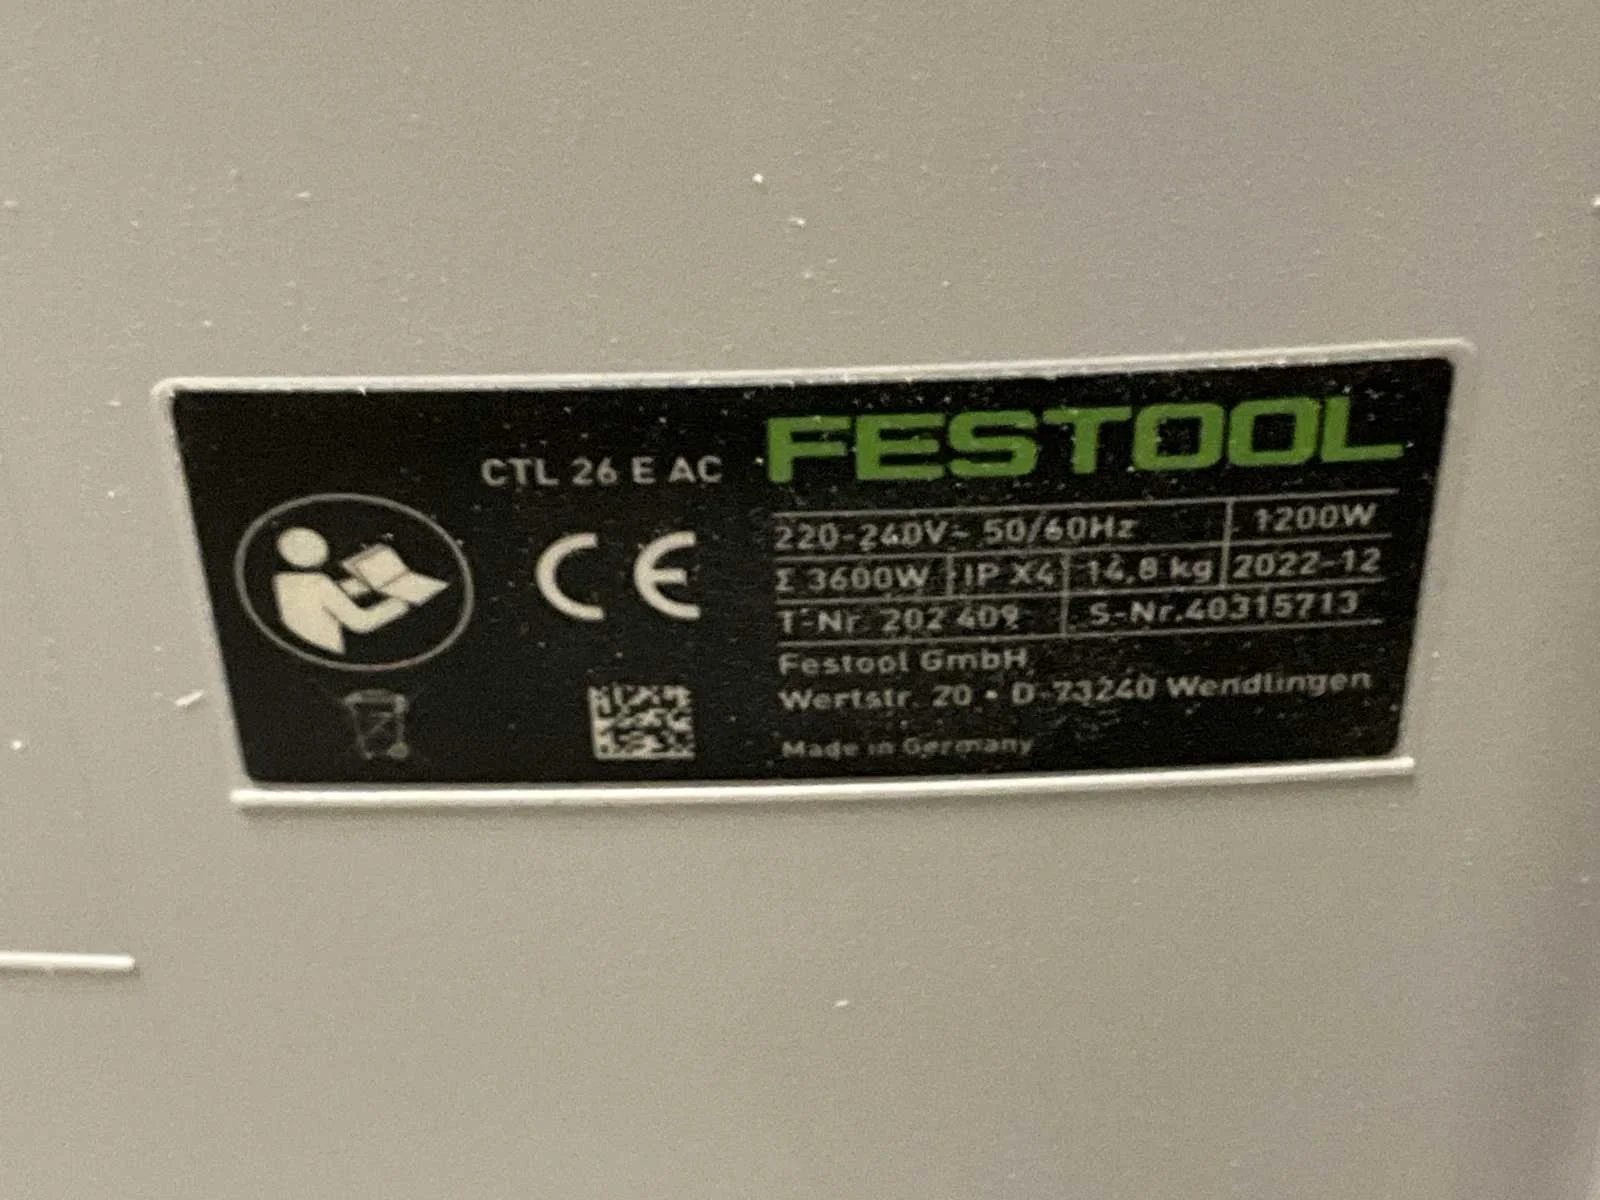 FESTOOL
CTL 26 E AC
220-240V~ 50/60Hz 1200W
Σ 3600W IP X4 14,8 kg 2022-12
T-Nr. 202 409 S-Nr.40315713
Festool GmbH
Wertstr. 20 • D-73240 Wendlingen
Made in Germany
CE